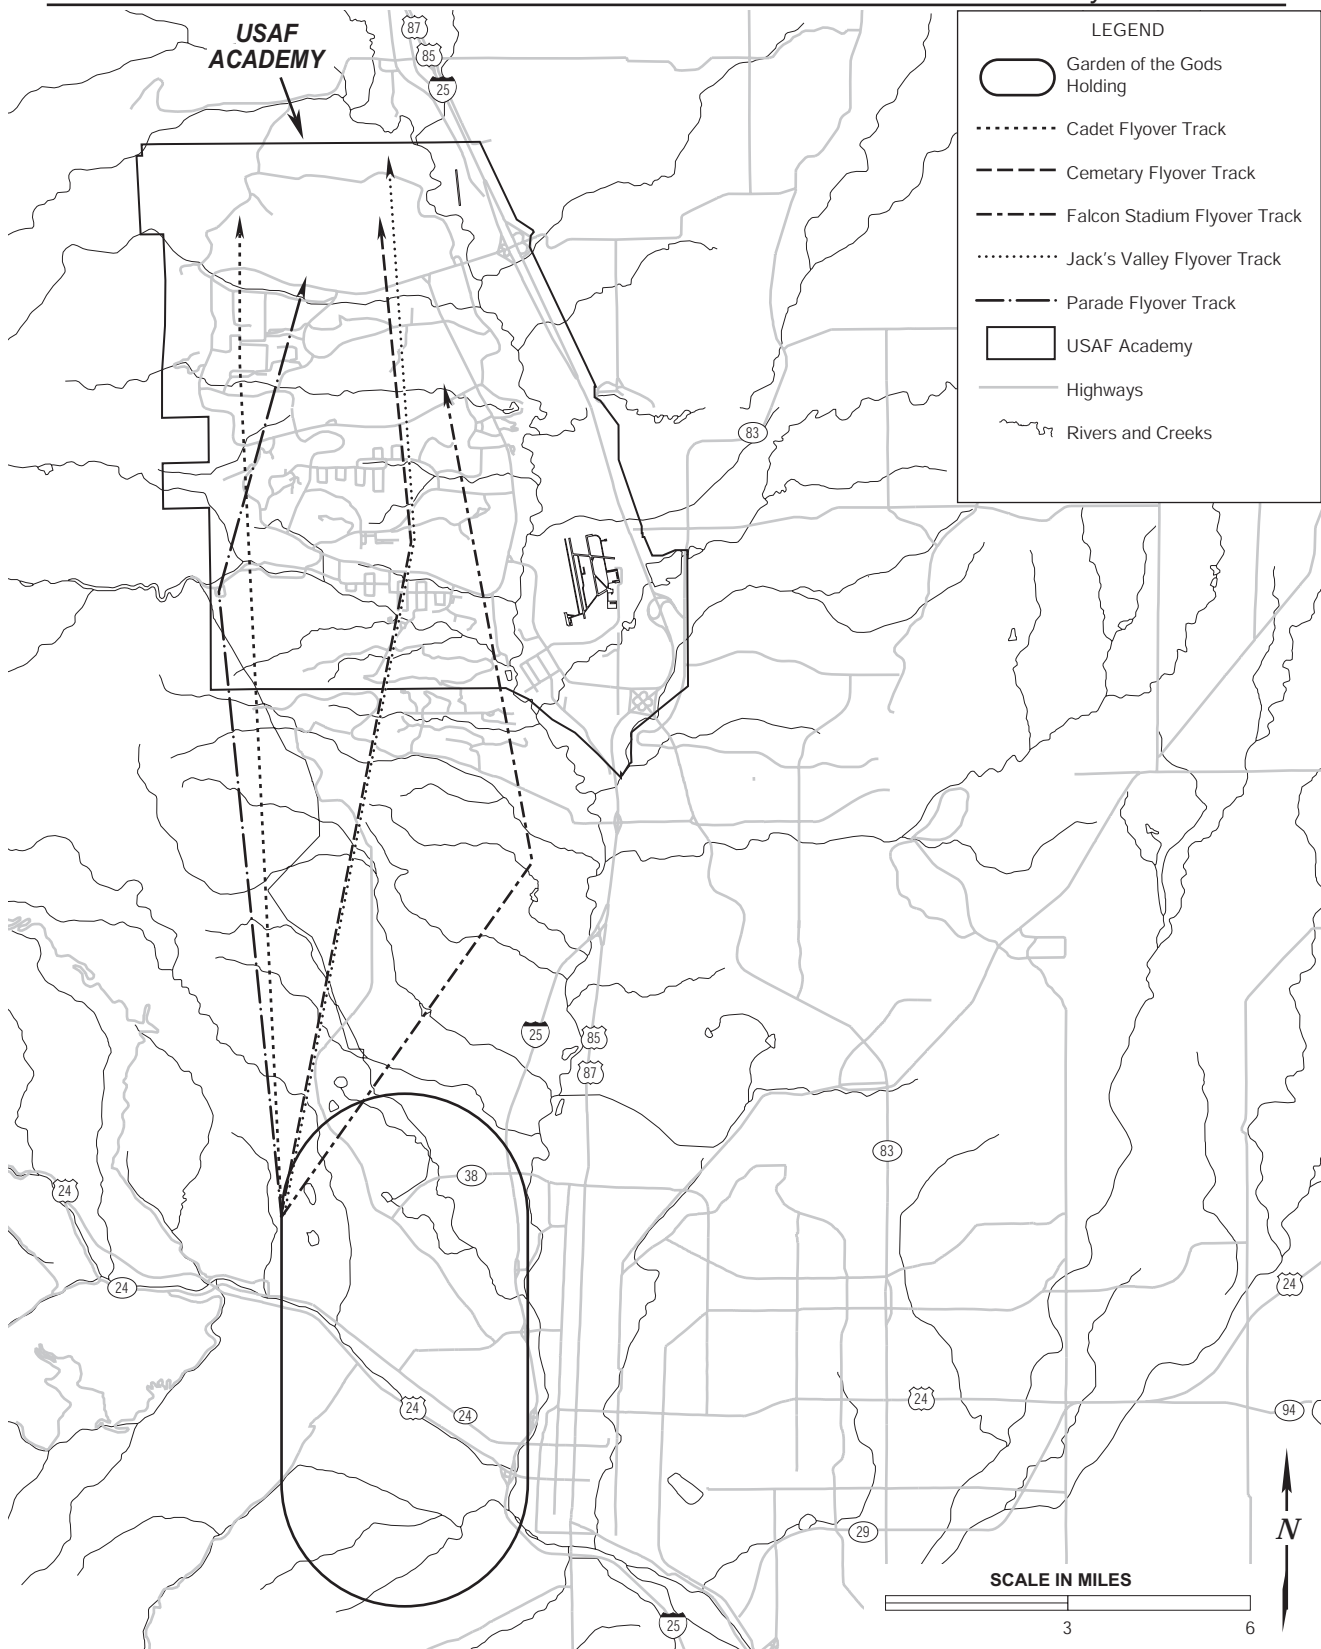 USAF
ACADEMY
87
85
25
LEGEND
Garden of the Gods
Holding
Cadet Flyover Track
Cemetary Flyover Track
Falcon Stadium Flyover Track
Jack's Valley Flyover Track
Parade Flyover Track
USAF Academy
Highways
Rivers and Creeks
83
25
85
87
83
38
24
24
24
24
24
24
94
29
25
N
SCALE IN MILES
3
6